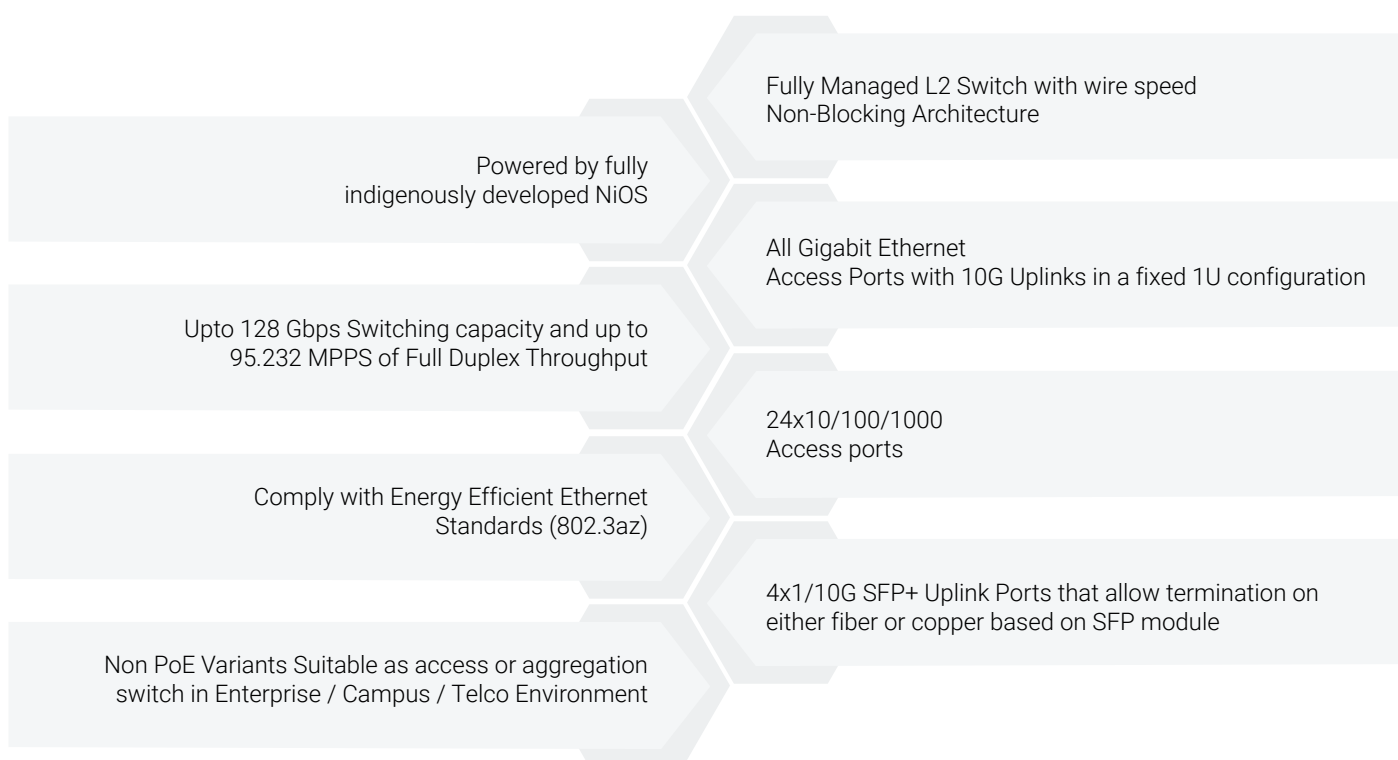 Fully Managed L2 Switch with wire speed
Non-Blocking Architecture
Powered by fully
indigenously developed NiOS
All Gigabit Ethernet
Access Ports with 10G Uplinks in a fixed 1U configuration
Upto 128 Gbps Switching capacity and up to
95.232 MPPS of Full Duplex Throughput
24x10/100/1000
Access ports
Comply with Energy Efficient Ethernet
Standards (802.3az)
4x1/10G SFP+ Uplink Ports that allow termination on
either fiber or copper based on SFP module
Non PoE Variants Suitable as access or aggregation
switch in Enterprise / Campus / Telco Environment